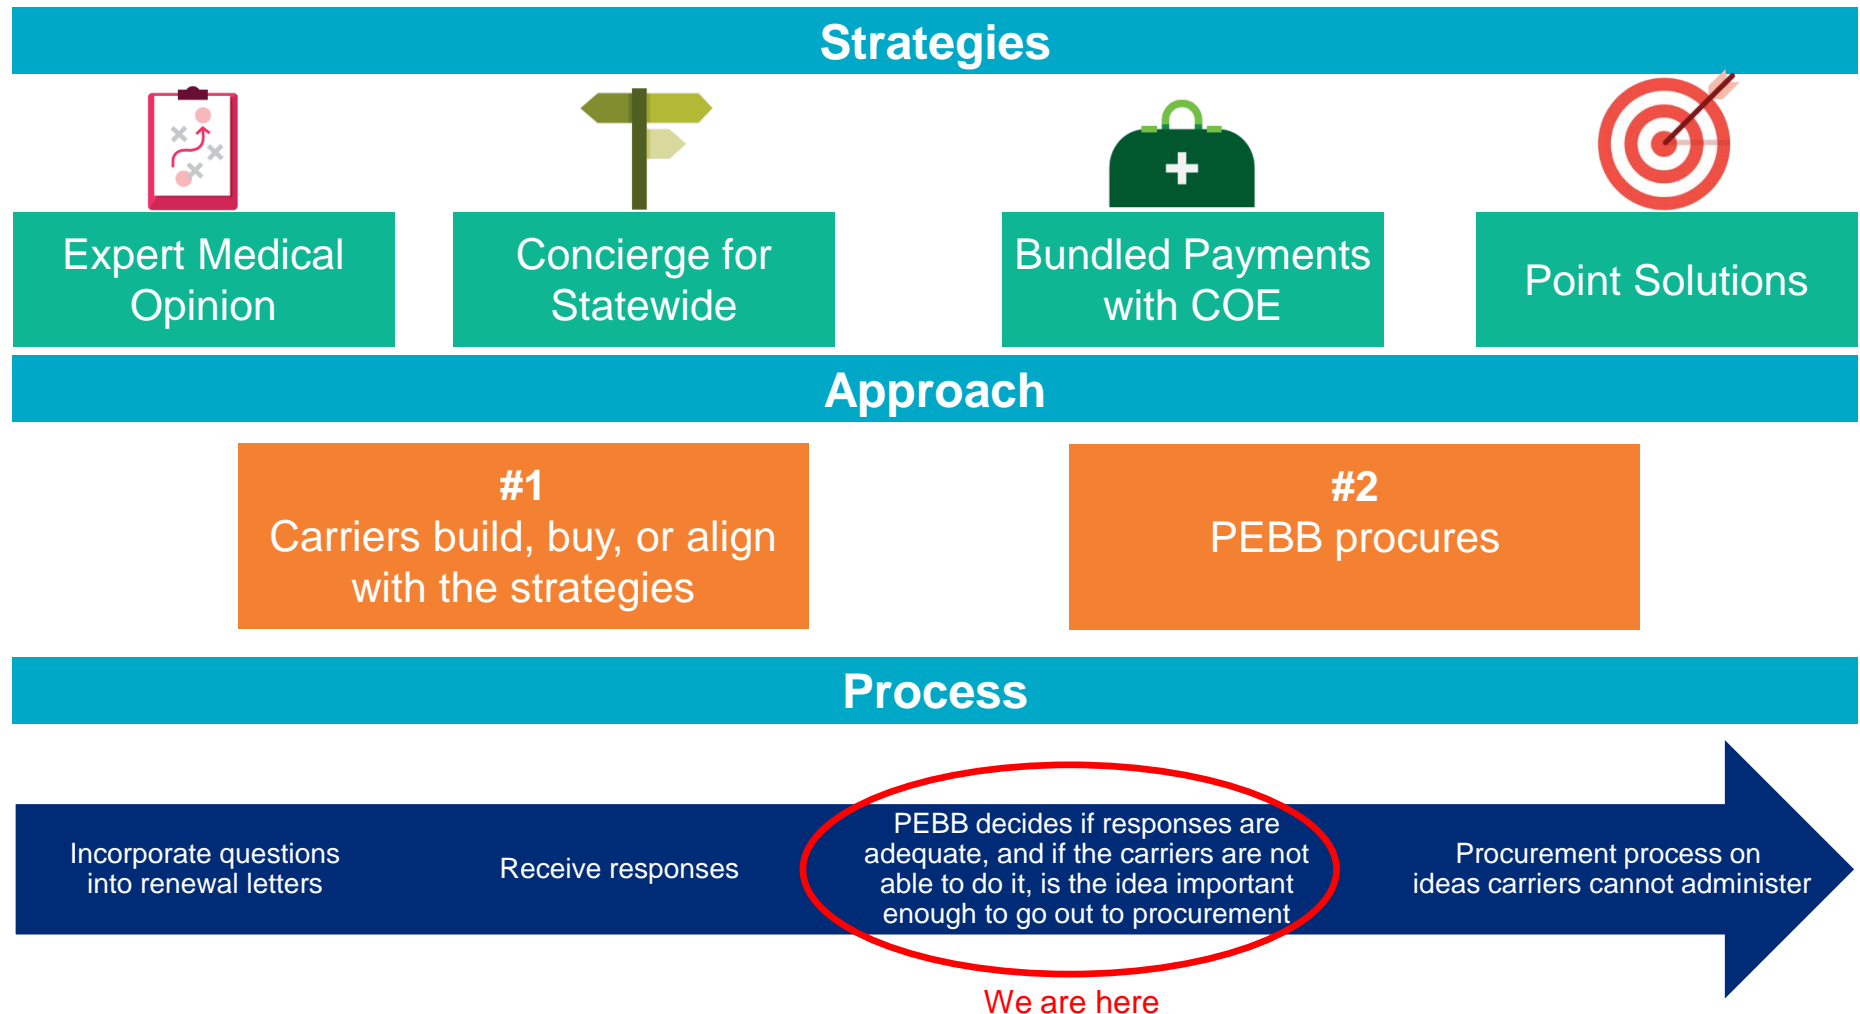 Strategies
Expert Medical
Opinion
Concierge for
Statewide
Bundled Payments
with COE
Point Solutions
Approach
#1
Carriers build, buy, or align
with the strategies
#2
PEBB procures
Process
Incorporate questions
into renewal letters
Receive responses
PEBB decides if responses are
adequate, and if the carriers are not
able to do it, is the idea important
enough to go out to procurement
Procurement process on
ideas carriers cannot administer
We are here